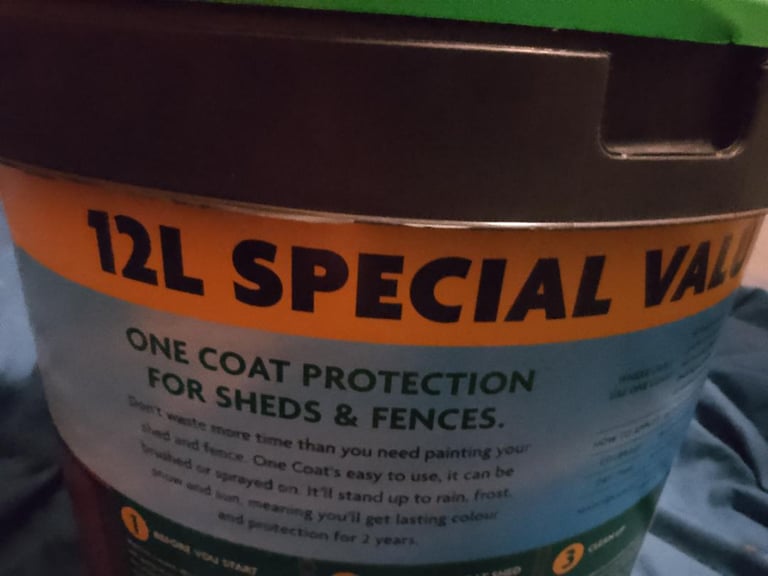 12L SPECIAL VALU
ONE COAT PROTECTION
FOR SHEDS & FENCES.
Don't waste more time than you need painting your
shed and fence. One Coat's easy to use, it can be
brushed or sprayed on. It'll stand up to rain, frost,
snow and sun, meaning you'll get lasting colour
and protection for 2 years.
1 BEFORE YOU START
SHED
3 CLEAN UP